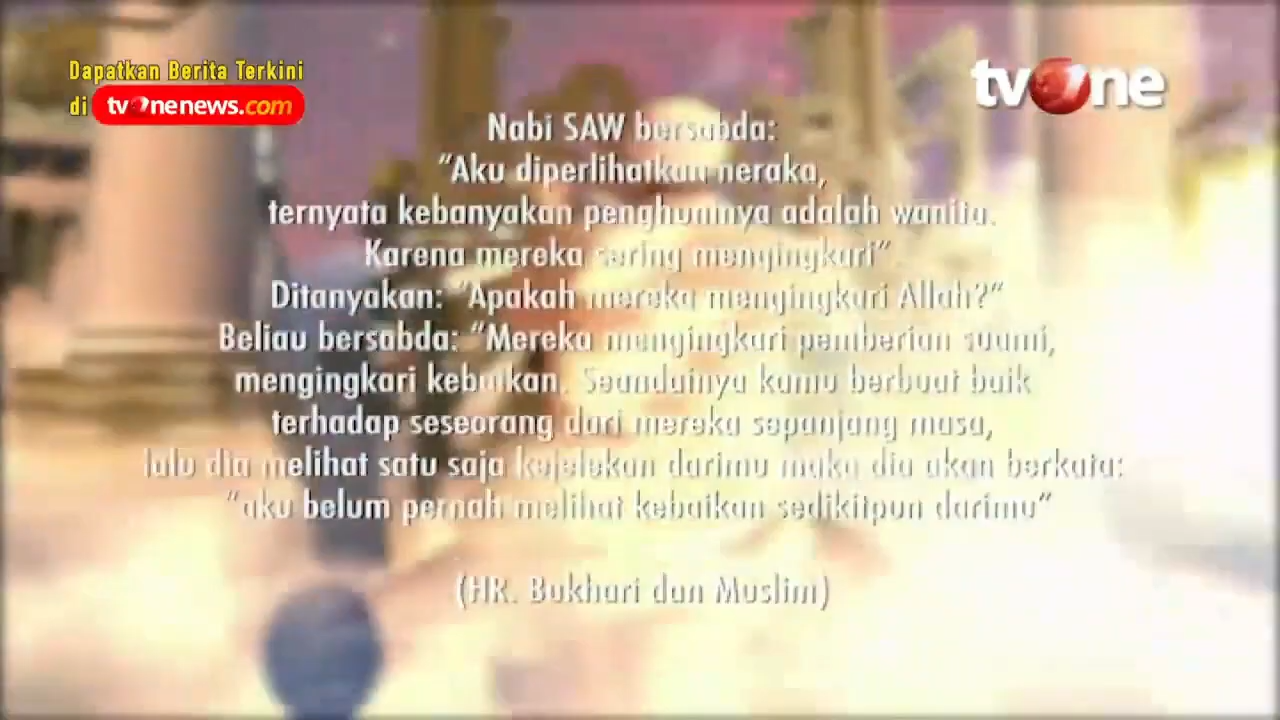 Dapatkan Berita Terkini
di tvOnenews.com
tvOne
Nabi SAW bersabda:
“Aku diperlihatkan neraka,
ternyata kebanyakan penghuninya adalah wanita.
Karena mereka sering mengingkari”
Ditanyakan: “Apakah mereka mengingkari Allah?”
Beliau bersabda: “Mereka mengingkari pemberian suami,
mengingkari kebaikan. Seandainya kamu berbuat baik
terhadap seseorang dari mereka sepanjang masa,
lalu dia melihat satu saja kejelekan darimu maka dia akan berkata:
“aku belum pernah melihat kebaikan sedikitpun darimu”
(HR. Bukhari dan Muslim)